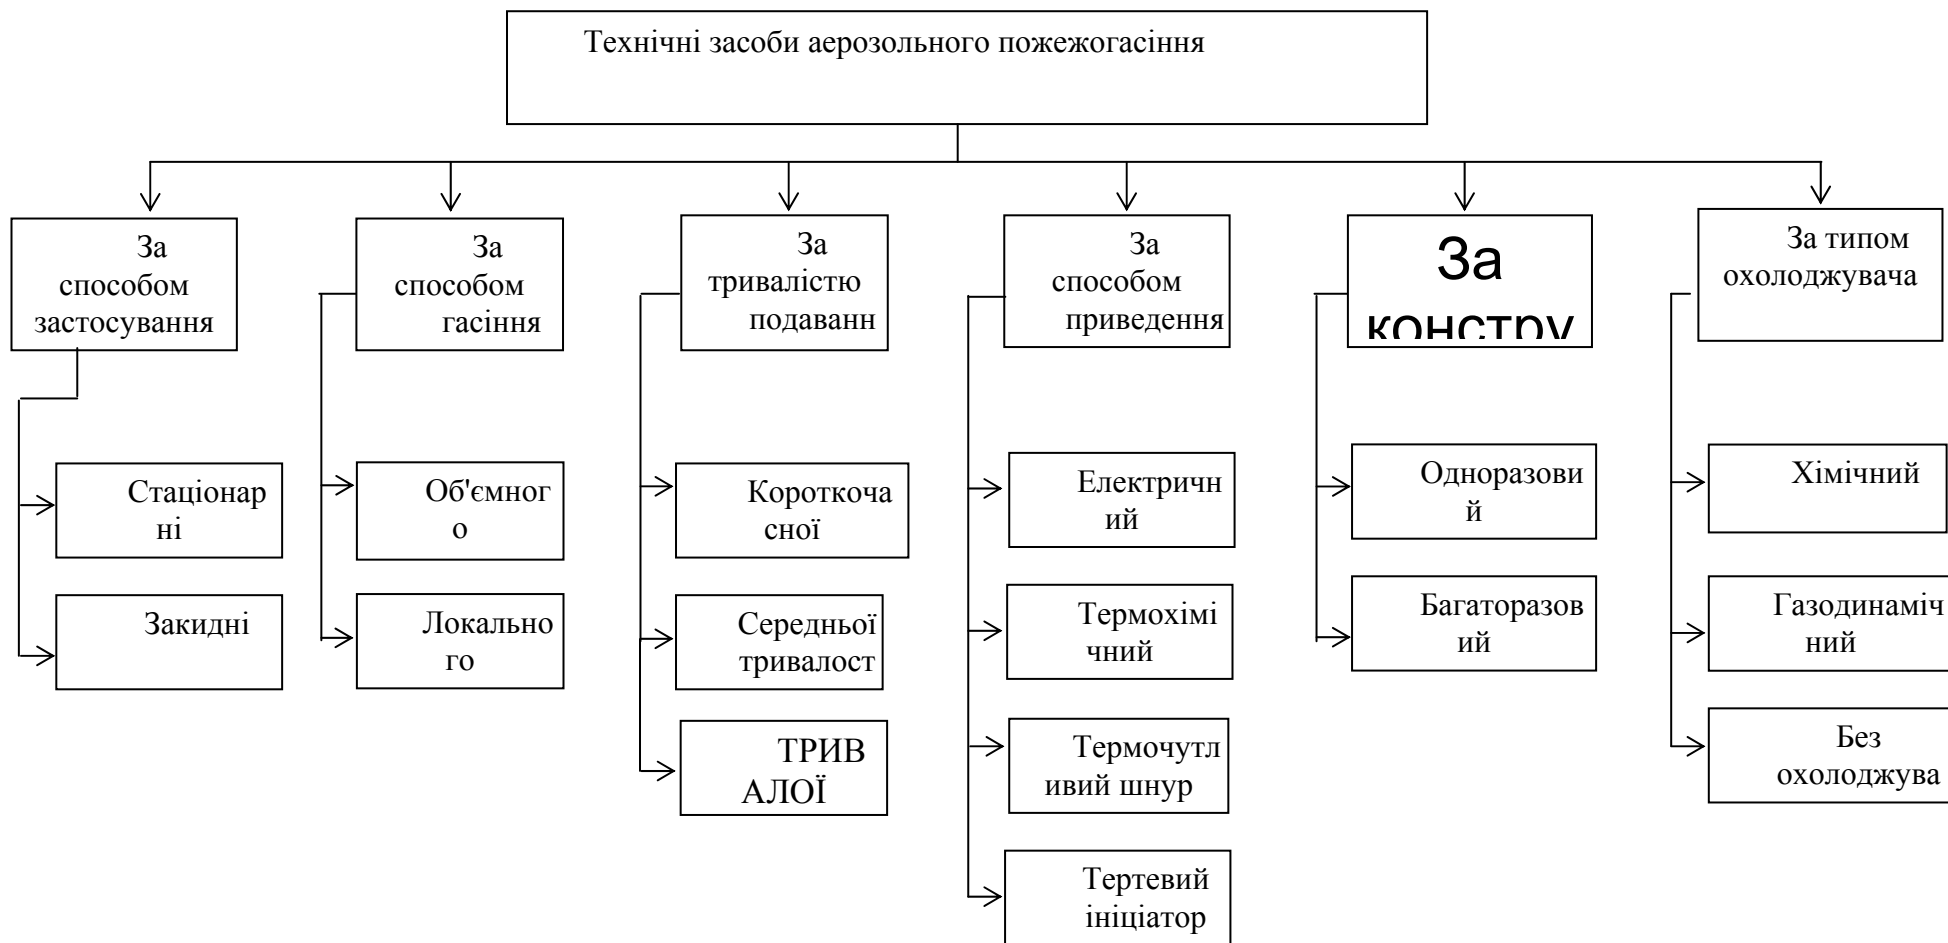 Технічні засоби аерозольного пожежогасіння
За
способом
застосування
За
способом
гасіння
За
тривалістю
подаванн
За
способом
приведення
За
констру
За типом
охолоджувача
Стаціонар
ні
Закидні
Об'ємног
о
Локально
го
Короткоча
сної
Середньої
тривалост
ТРИВ
АЛОЇ
Електричн
ий
Термохімі
чний
Термочутл
ивий шнур
Тертевий
ініціатор
Одноразови
й
Багаторазов
ий
Хімічний
Газодинаміч
ний
Без
охолоджува